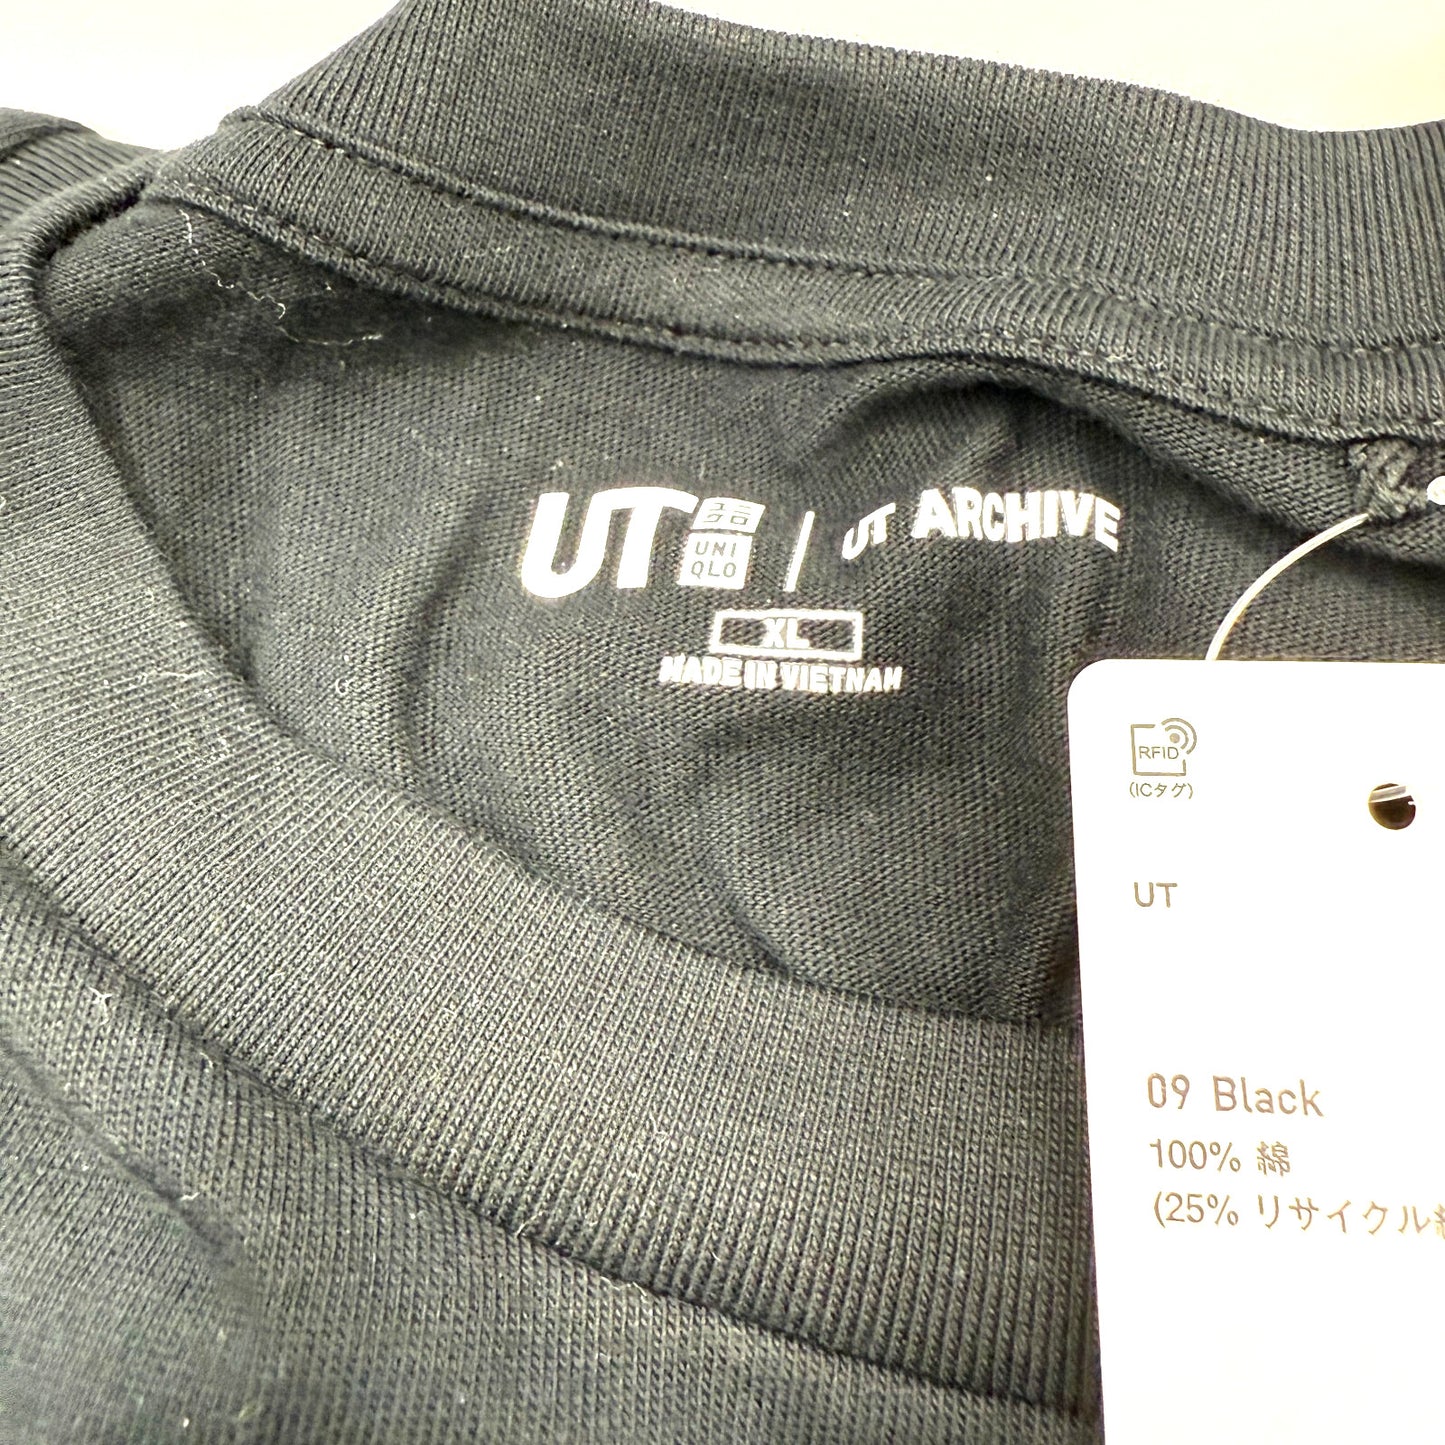 UT ユニ クロ UNI QLO | UT ARCHIVE
XL
MADE IN VIETNAM
RFID
(ICタグ)
UT
09 Black
100% 綿
(25% リサイクル